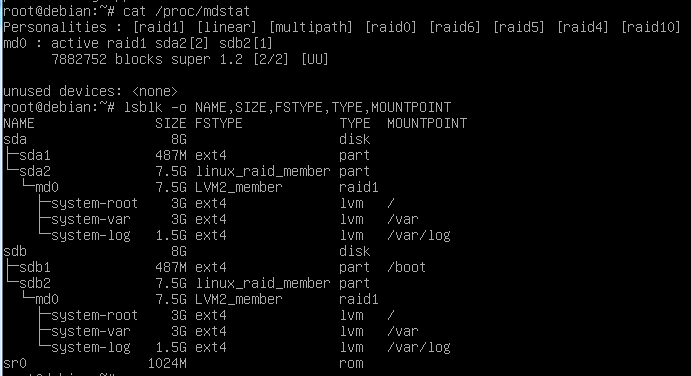 root@debian:~# cat /proc/mdstat
Personalities : [raid1] [linear] [multipath] [raid0] [raid6] [raid5] [raid4] [raid10]
md0 : active raid1 sda2[2] sdb2[1]
      7882752 blocks super 1.2 [2/2] [UU]

unused devices: <none>
root@debian:~# lsblk -o NAME,SIZE,FSTYPE,TYPE,MOUNTPOINT
NAME                SIZE FSTYPE            TYPE  MOUNTPOINT
sda                   8G                   disk
├─sda1              487M ext4              part
└─sda2              7.5G linux_raid_member part
  └─md0             7.5G LVM2_member       raid1
    ├─system-root     3G ext4              lvm   /
    ├─system-var      3G ext4              lvm   /var
    └─system-log    1.5G ext4              lvm   /var/log
sdb                   8G                   disk
├─sdb1              487M ext4              part  /boot
└─sdb2              7.5G linux_raid_member part
  └─md0             7.5G LVM2_member       raid1
    ├─system-root     3G ext4              lvm   /
    ├─system-var      3G ext4              lvm   /var
    └─system-log    1.5G ext4              lvm   /var/log
sr0                1024M                   rom